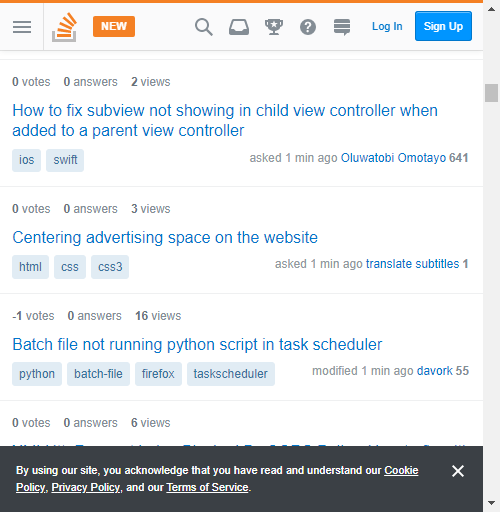 NEW
Log In
Sign Up
0 votes 0 answers 2 views
How to fix subview not showing in child view controller when
added to a parent view controller
ios swift
asked 1 min ago Oluwatobi Omotayo 641
0 votes 0 answers 3 views
Centering advertising space on the website
html css css3
asked 1 min ago translate subtitles 1
-1 votes 0 answers 16 views
Batch file not running python script in task scheduler
python batch-file firefox taskscheduler
modified 1 min ago davork 55
0 votes 0 answers 6 views
By using our site, you acknowledge that you have read and understand our Cookie
Policy, Privacy Policy, and our Terms of Service.